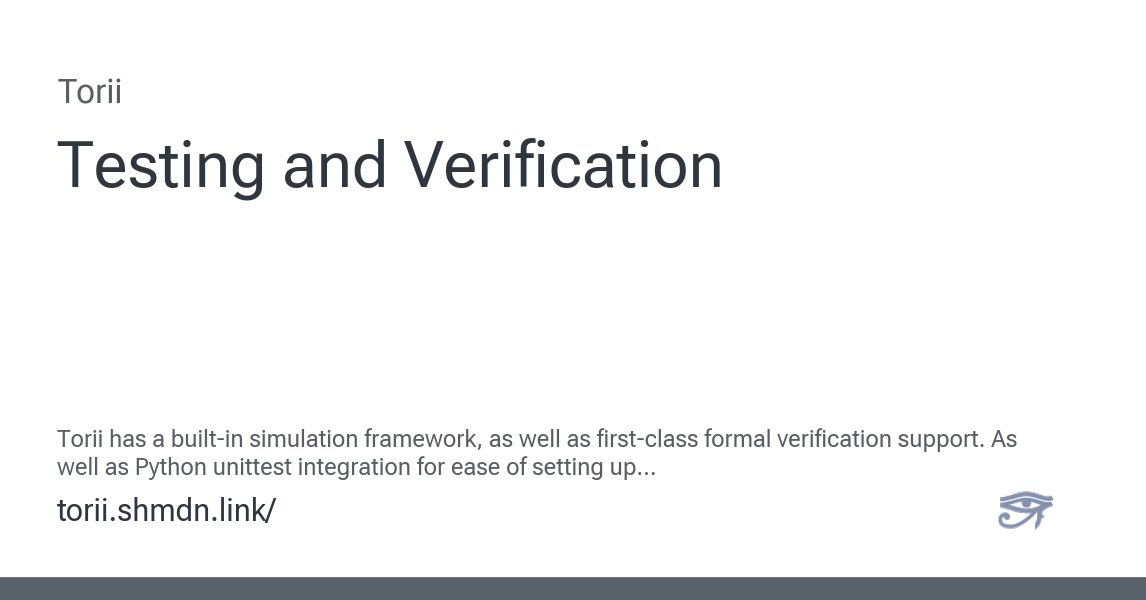 Torii
Testing and Verification
Torii has a built-in simulation framework, as well as first-class formal verification support. As
well as Python unittest integration for ease of setting up...
torii.shmdn.link/